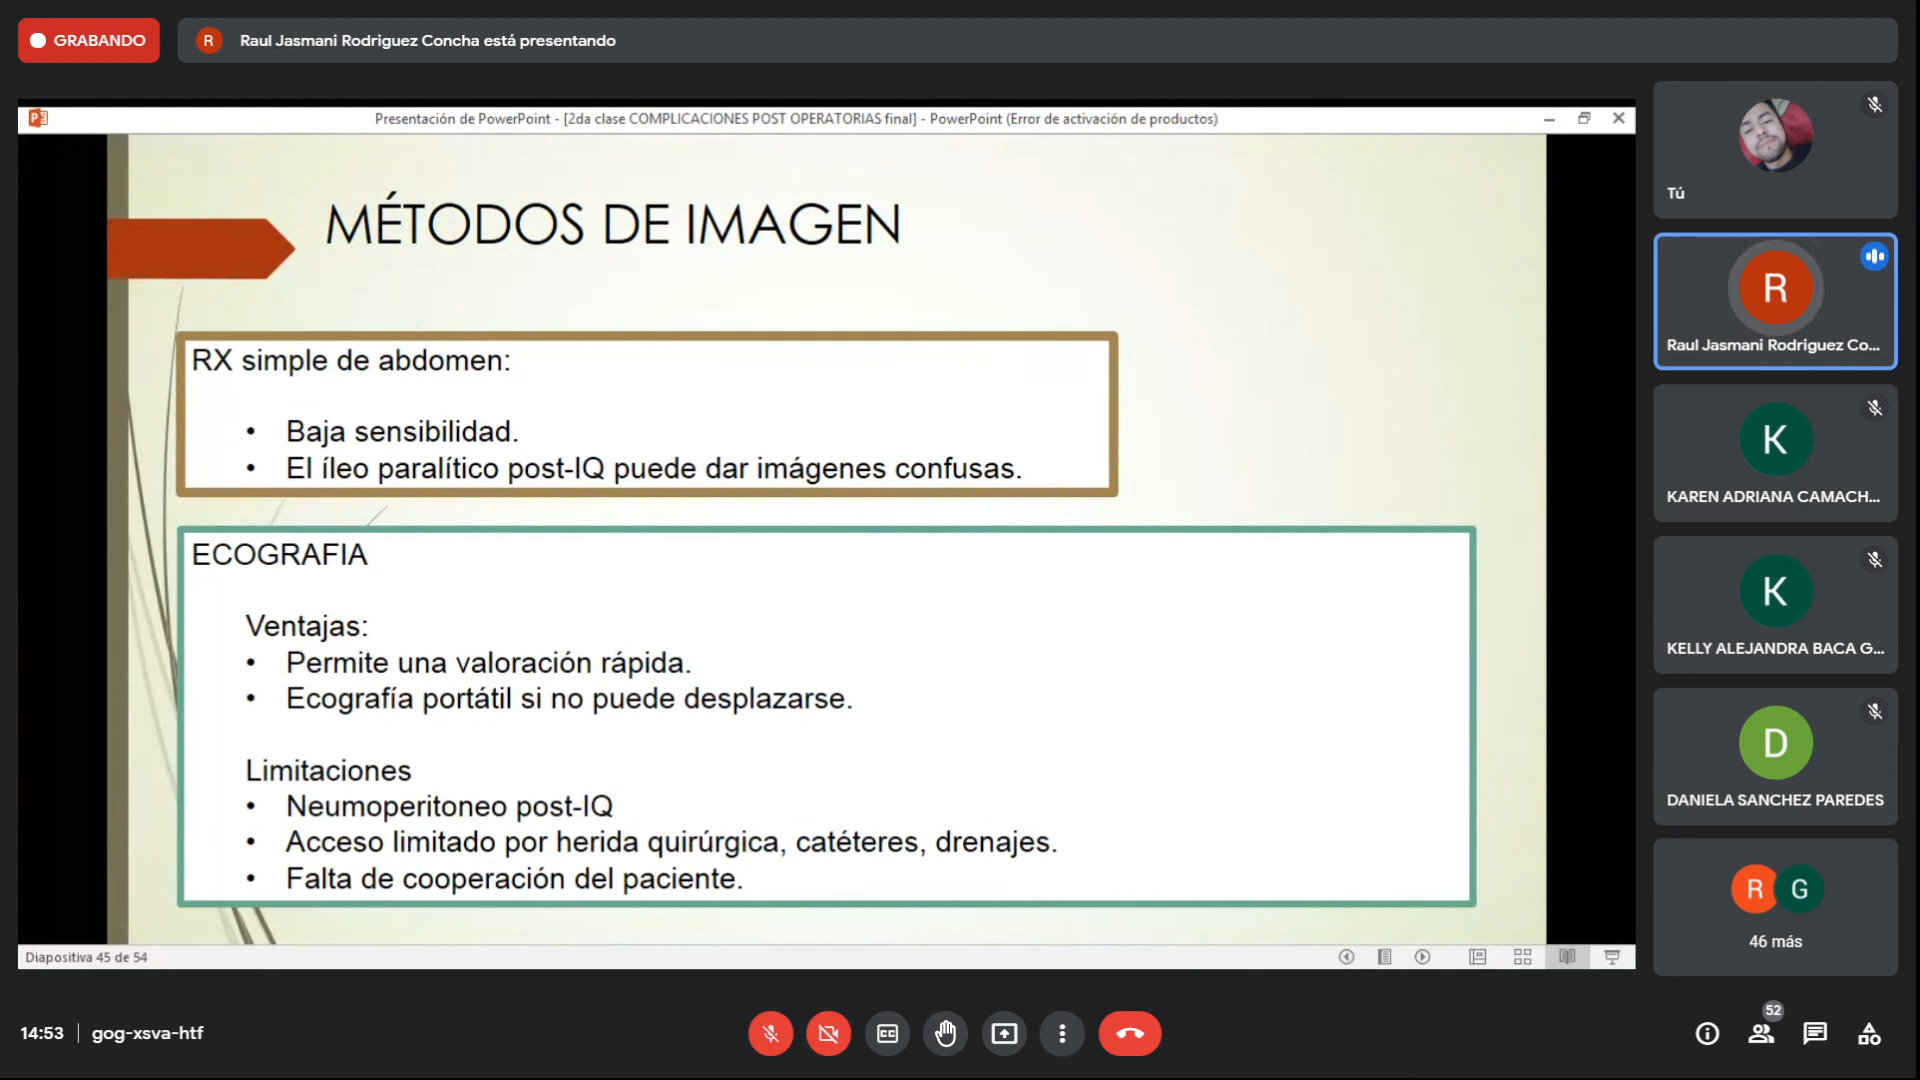 GRABANDO
R
Raul Jasmani Rodriguez Concha está presentando
Presentación de PowerPoint - [2da clase COMPLICACIONES POST OPERATORIAS final] - PowerPoint (Error de activación de productos)
MÉTODOS DE IMAGEN
RX simple de abdomen:
• Baja sensibilidad.
• El íleo paralítico post-IQ puede dar imágenes confusas.
ECOGRAFIA
Ventajas:
• Permite una valoración rápida.
• Ecografía portátil si no puede desplazarse.
Limitaciones
• Neumoperitoneo post-IQ
• Acceso limitado por herida quirúrgica, catéteres, drenajes.
• Falta de cooperación del paciente.
Diapositiva 45 de 54
Tú
R
Raul Jasmani Rodriguez Co...
K
KAREN ADRIANA CAMACH...
K
KELLY ALEJANDRA BACA G...
D
DANIELA SANCHEZ PAREDES
R G
46 más
14:53 | gog-xsva-htf
CC
52